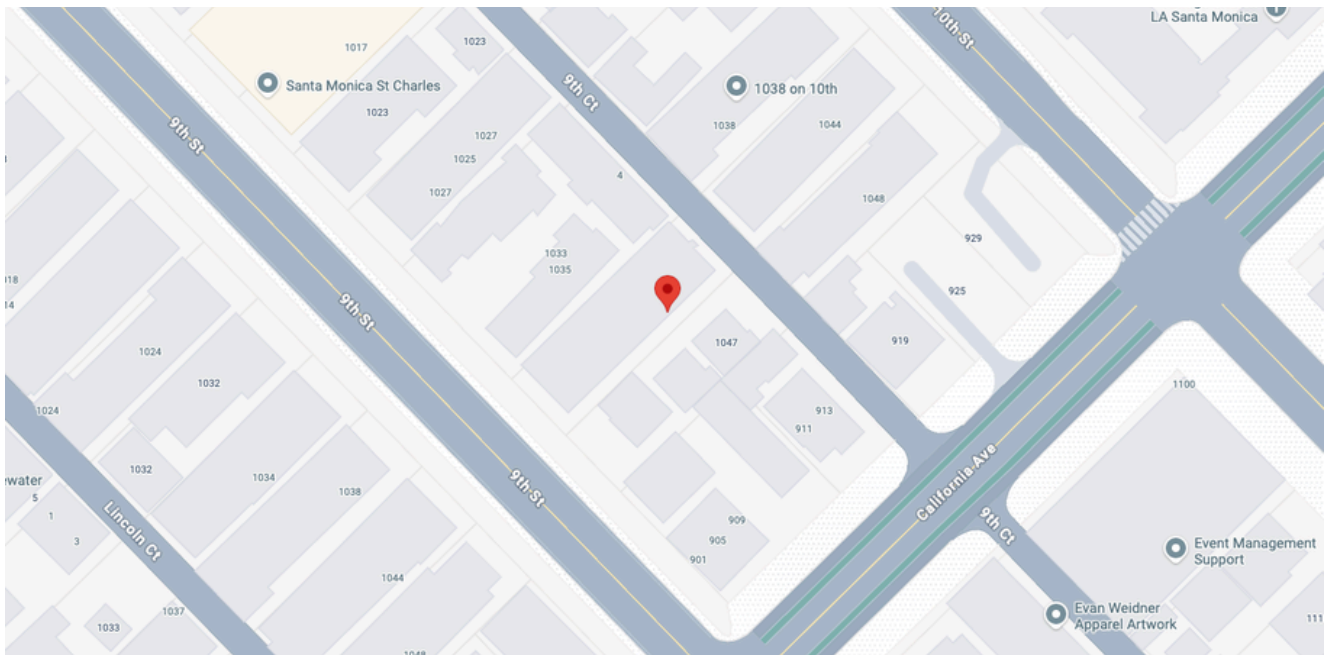 LA Santa Monica
10th St
1017
1023
Santa Monica St Charles
1023
9th Ct
1038 on 10th
1038
1044
9th St
1027
1025
1027
4
1048
929
1033
1035
925
1018
14
9th St
1024
1032
1047
919
1024
1100
913
911
1032
1034
1038
9th St
California Ave
5
1
3
Lincoln Ct
909
905
901
9th Ct
Event Management
Support
1044
1037
1033
Evan Weidner
Apparel Artwork